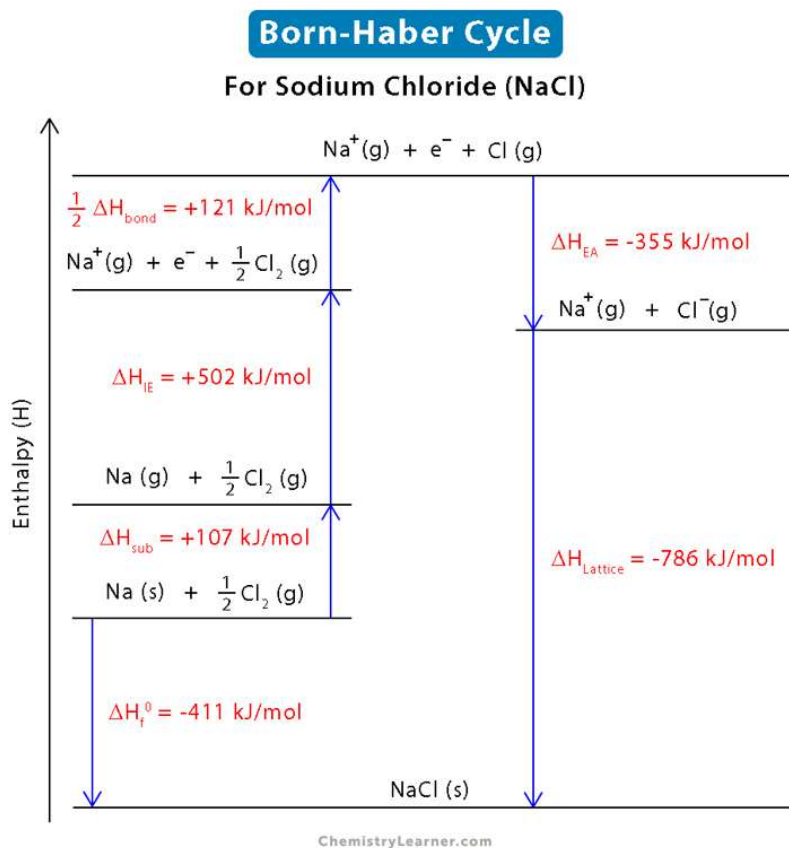 Born-Haber Cycle
For Sodium Chloride (NaCl)
Enthalpy (H)
Na⁺(g) + e⁻ + Cl (g)
½ ΔH_bond = +121 kJ/mol
Na⁺(g) + e⁻ + ½ Cl₂ (g)
ΔH_IE = +502 kJ/mol
Na (g) + ½ Cl₂ (g)
ΔH_sub = +107 kJ/mol
Na (s) + ½ Cl₂ (g)
ΔH_f⁰ = -411 kJ/mol
ΔH_EA = -355 kJ/mol
Na⁺(g) + Cl⁻(g)
ΔH_Lattice = -786 kJ/mol
NaCl (s)
ChemistryLearner.com